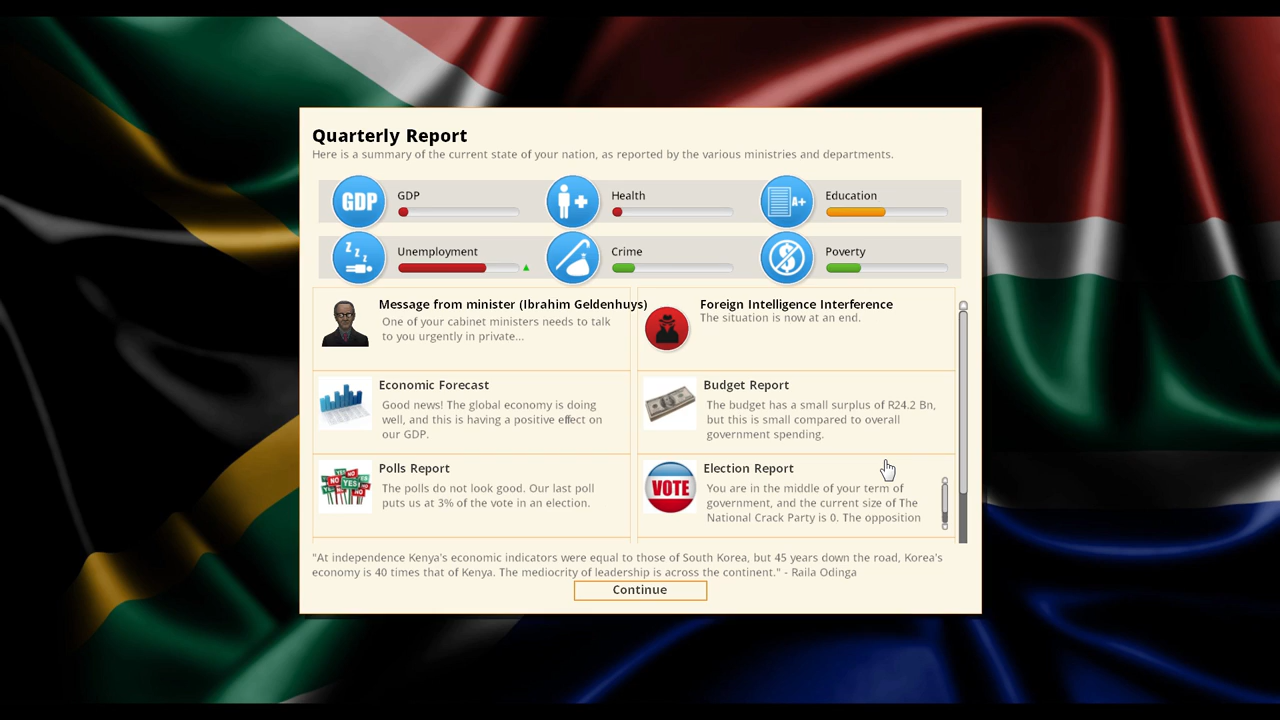 Quarterly Report
Here is a summary of the current state of your nation, as reported by the various ministries and departments.
GDP
GDP
Health
A+
Education
Z Z Z
Unemployment
Crime
Poverty
Message from minister (Ibrahim Geldenhuys)
One of your cabinet ministers needs to talk
to you urgently in private...
Foreign Intelligence Interference
The situation is now at an end.
Economic Forecast
Good news! The global economy is doing
well, and this is having a positive effect on
our GDP.
Budget Report
The budget has a small surplus of R24.2 Bn,
but this is small compared to overall
government spending.
Polls Report
The polls do not look good. Our last poll
puts us at 3% of the vote in an election.
YES
NO
YES
NO
NO
VOTE
Election Report
You are in the middle of your term of
government, and the current size of The
National Crack Party is 0. The opposition
"At independence Kenya's economic indicators were equal to those of South Korea, but 45 years down the road, Korea's
economy is 40 times that of Kenya. The mediocrity of leadership is across the continent." - Raila Odinga
Continue